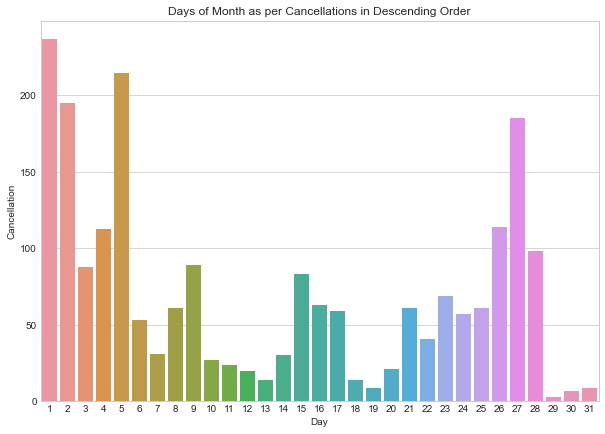 Days of Month as per Cancellations in Descending Order
Cancellation
200
150
100
50
0
1 2 3 4 5 6 7 8 9 10 11 12 13 14 15 16 17 18 19 20 21 22 23 24 25 26 27 28 29 30 31
Day